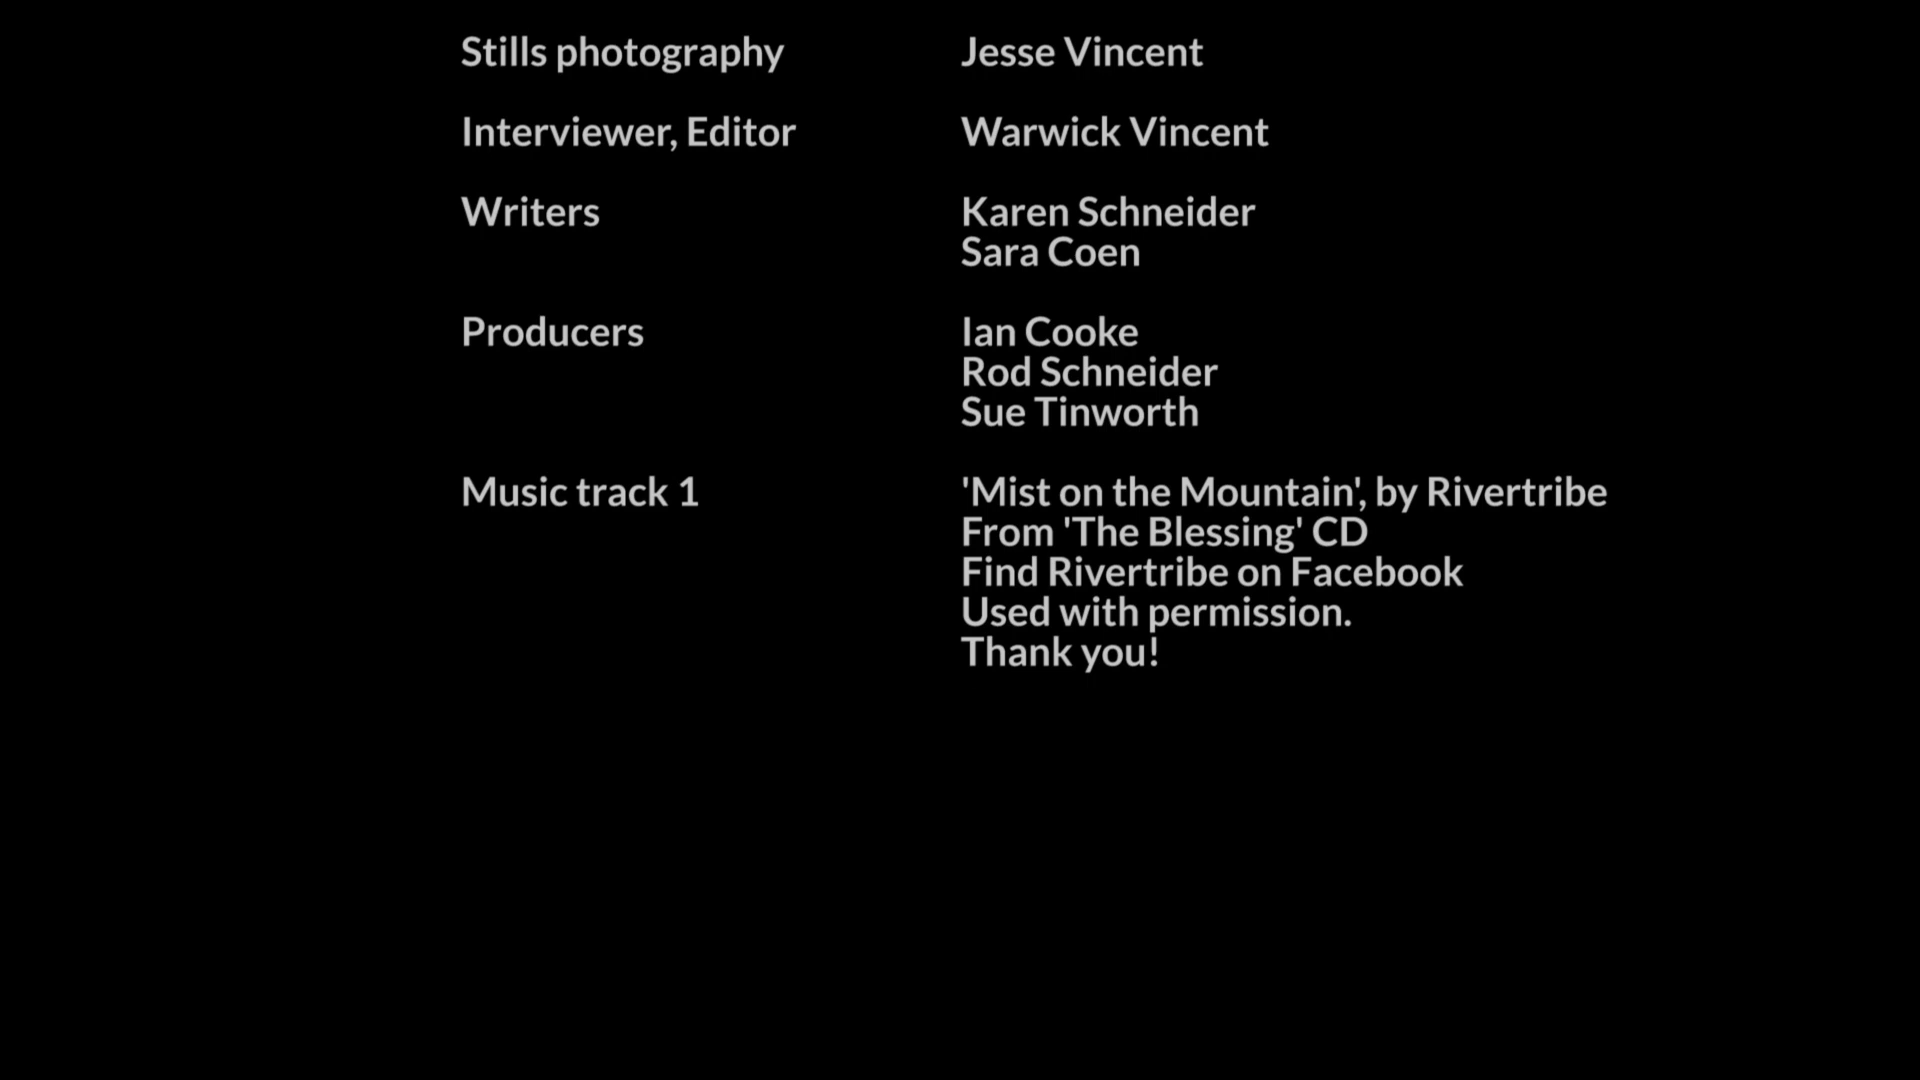 Stills photography Jesse Vincent
Interviewer, Editor Warwick Vincent
Writers Karen Schneider
Sara Coen
Producers Ian Cooke
Rod Schneider
Sue Tinworth
Music track 1 'Mist on the Mountain', by Rivertribe
From 'The Blessing' CD
Find Rivertribe on Facebook
Used with permission.
Thank you!